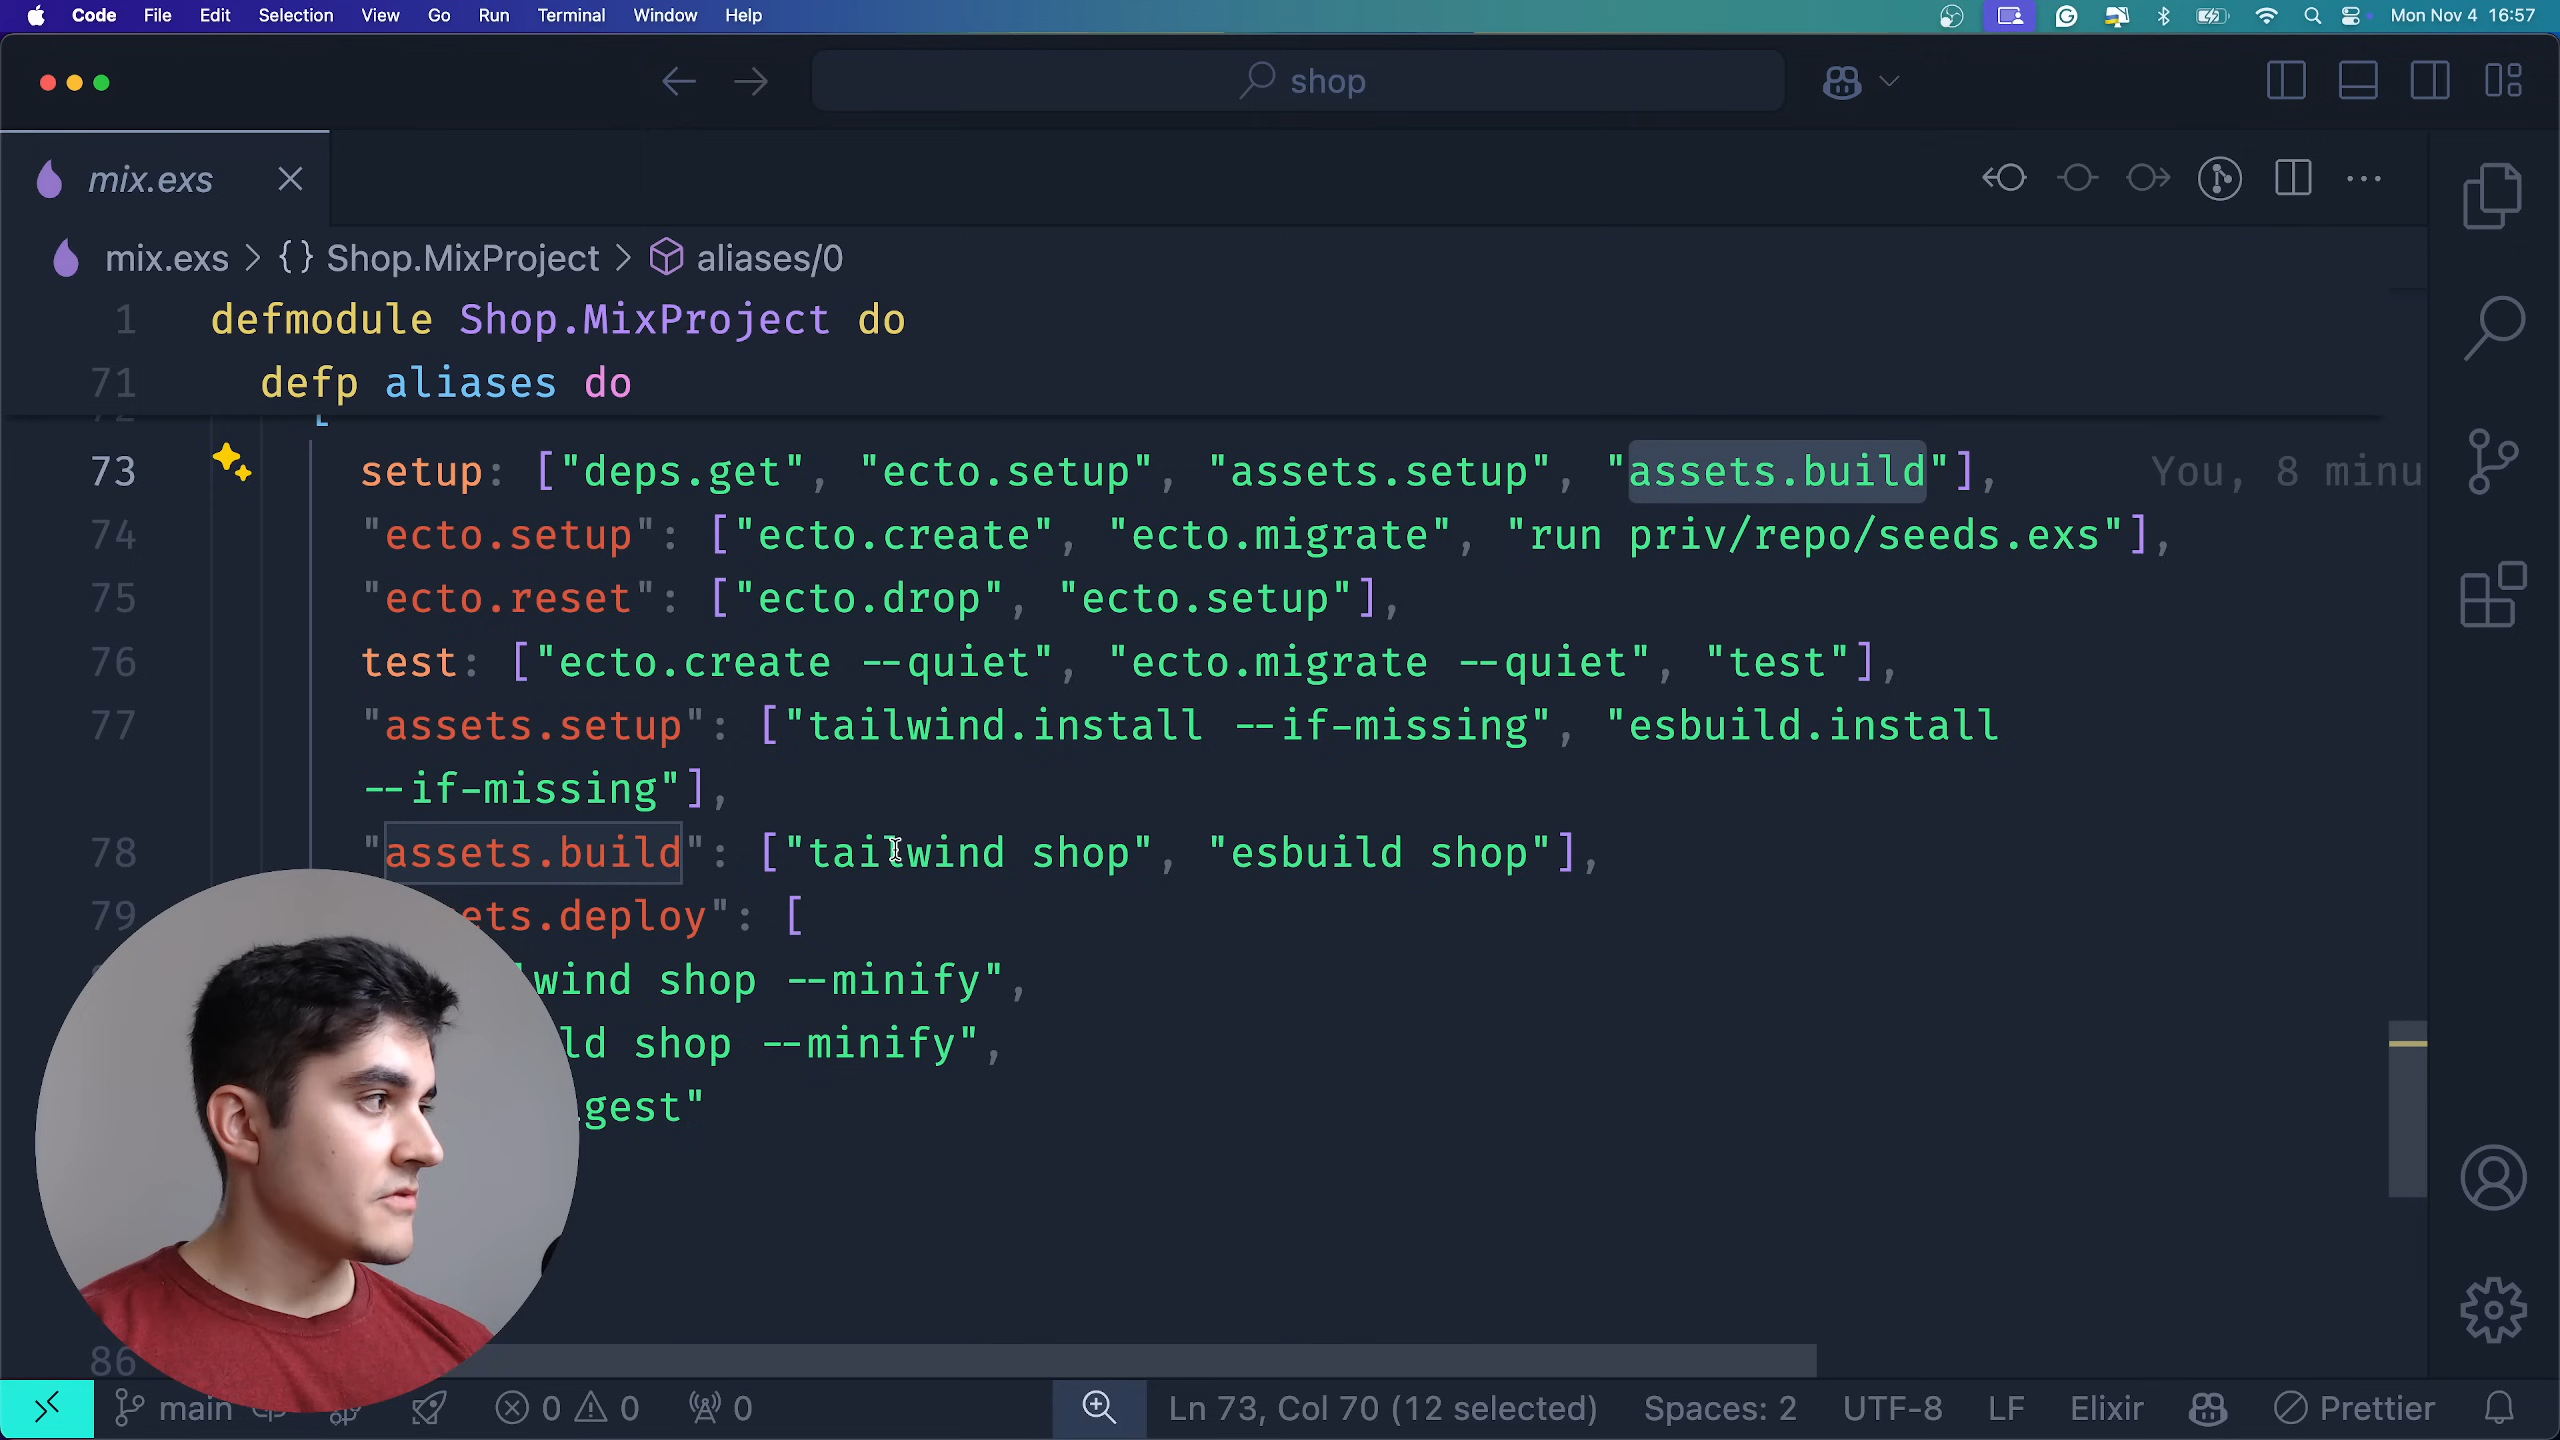 Code File Edit Selection View Go Run Terminal Window Help Mon Nov 4 16:57
shop
mix.exs
mix.exs > {} Shop.MixProject > aliases/0
1 defmodule Shop.MixProject do
71 defp aliases do
72 [
73 setup: ["deps.get", "ecto.setup", "assets.setup", "assets.build"], You, 8 minu
74 "ecto.setup": ["ecto.create", "ecto.migrate", "run priv/repo/seeds.exs"],
75 "ecto.reset": ["ecto.drop", "ecto.setup"],
76 test: ["ecto.create --quiet", "ecto.migrate --quiet", "test"],
77 "assets.setup": ["tailwind.install --if-missing", "esbuild.install
--if-missing"],
78 "assets.build": ["tailwind shop", "esbuild shop"],
79 ets.deploy": [
wind shop --minify",
ld shop --minify",
.gest"
86
main 0 0 0 Ln 73, Col 70 (12 selected) Spaces: 2 UTF-8 LF Elixir Prettier